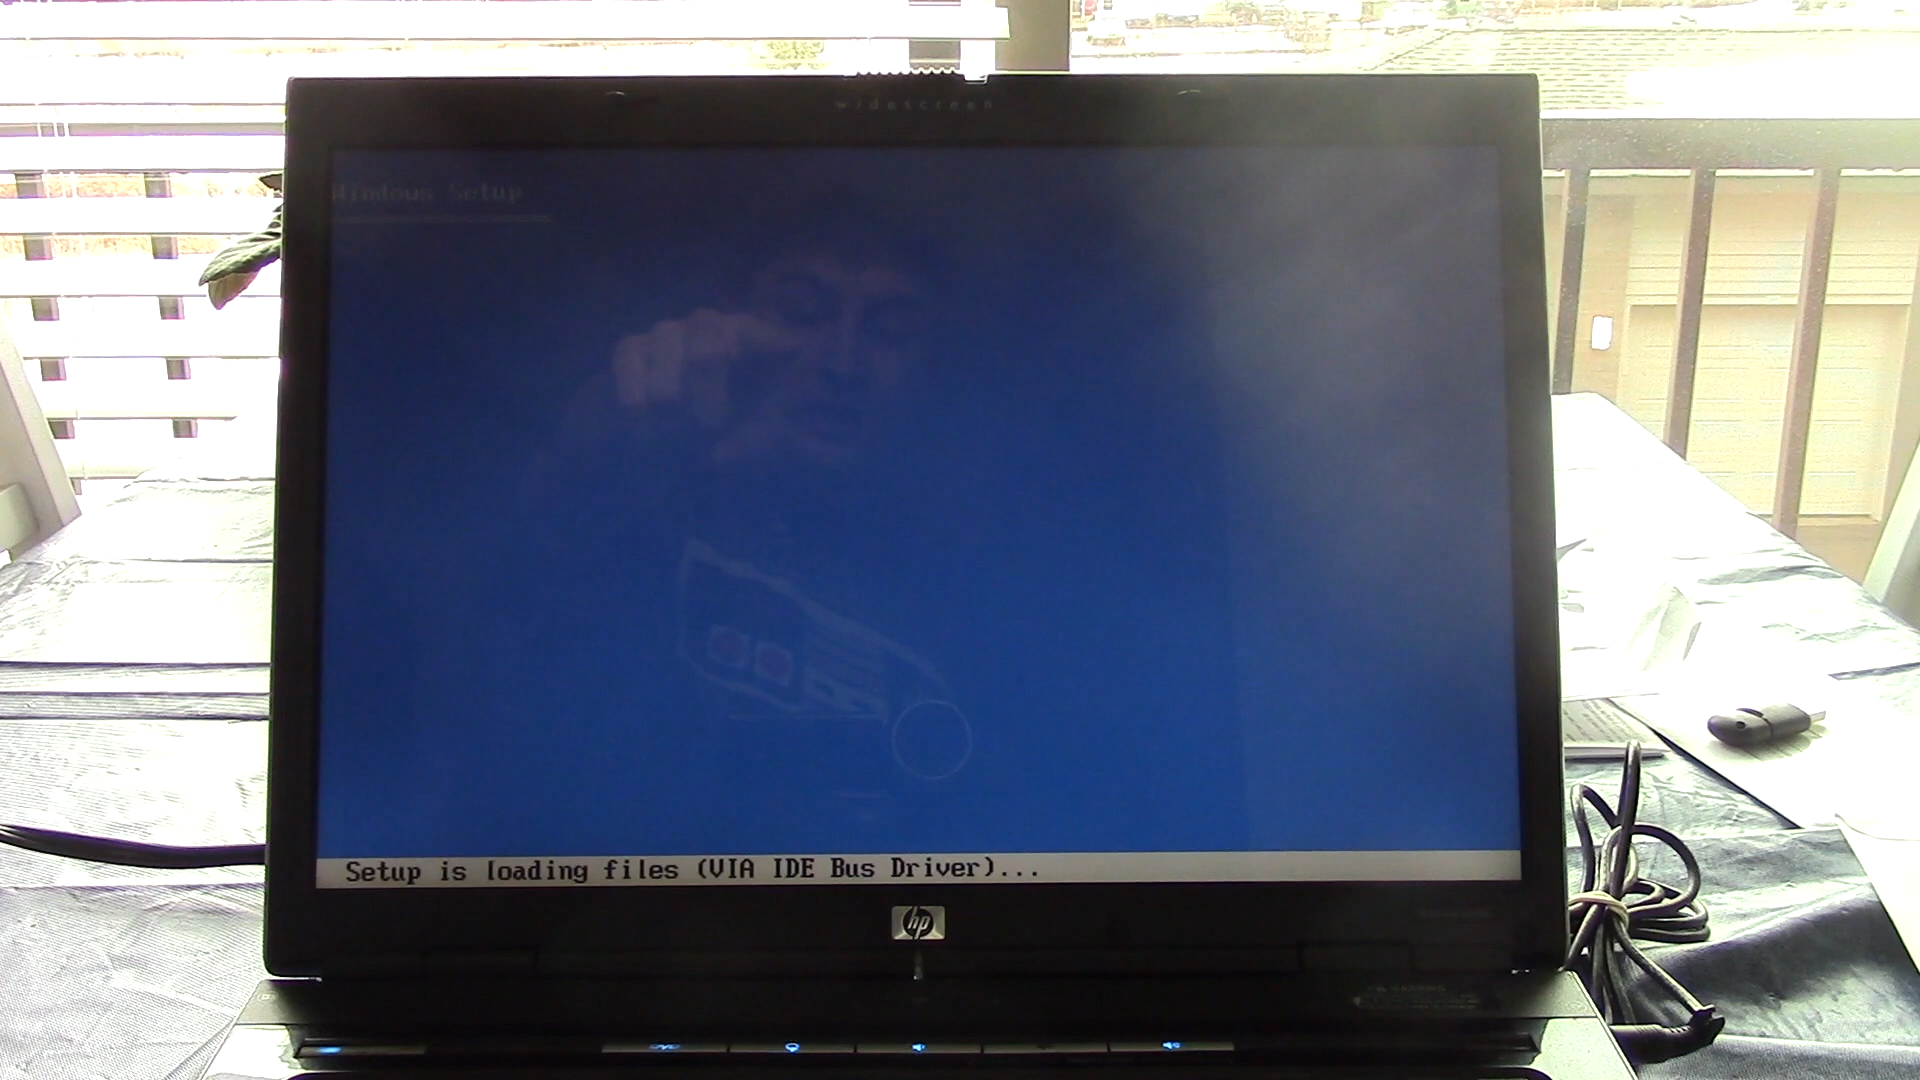 widescreen
Windows Setup
Setup is loading files (VIA IDE Bus Driver)...
hp